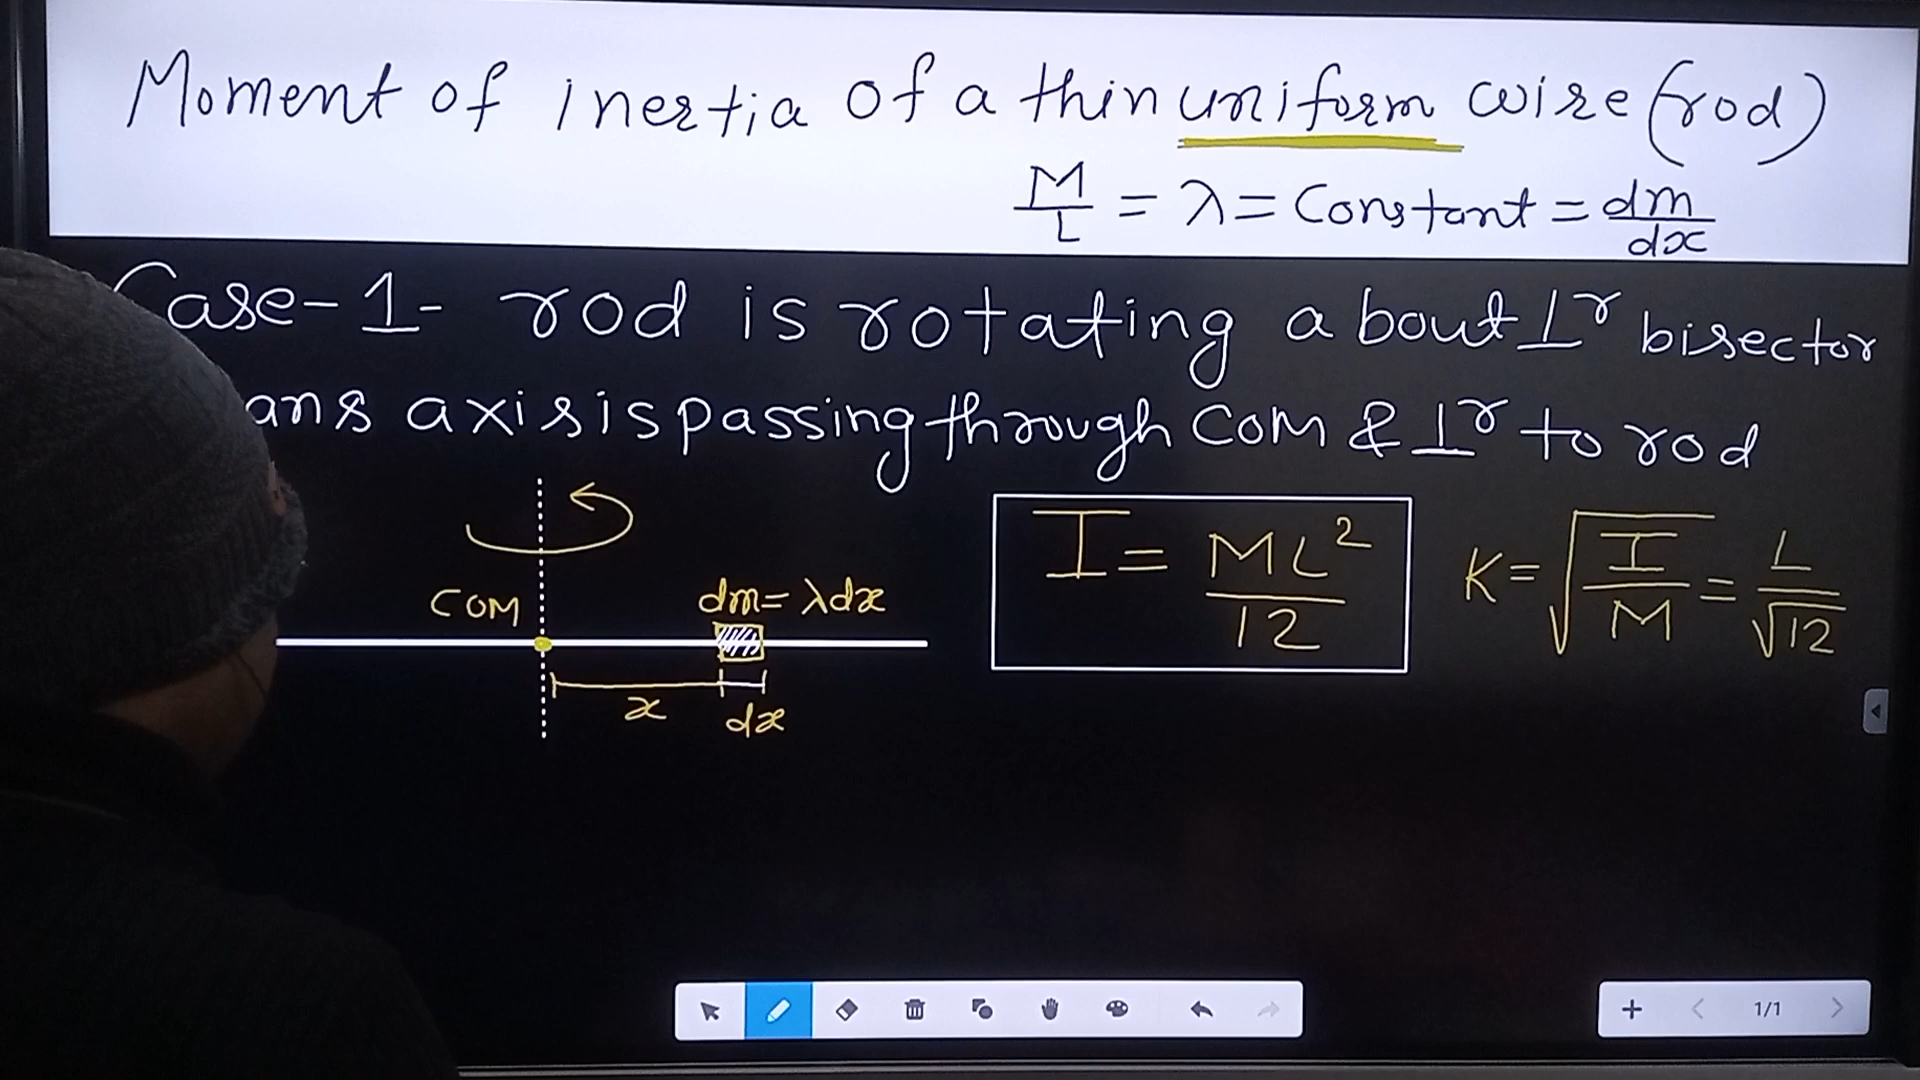 Moment of inertia of a thin uniform wire (rod)
M/L = λ = Constant = dm/dx
Case-1- rod is rotating about ⊥r bisector
ans axis is passing through COM & ⊥r to rod
I = ML²/12
K = √(I/M) = L/√12
COM
dm = λdx
x
dx
1/1